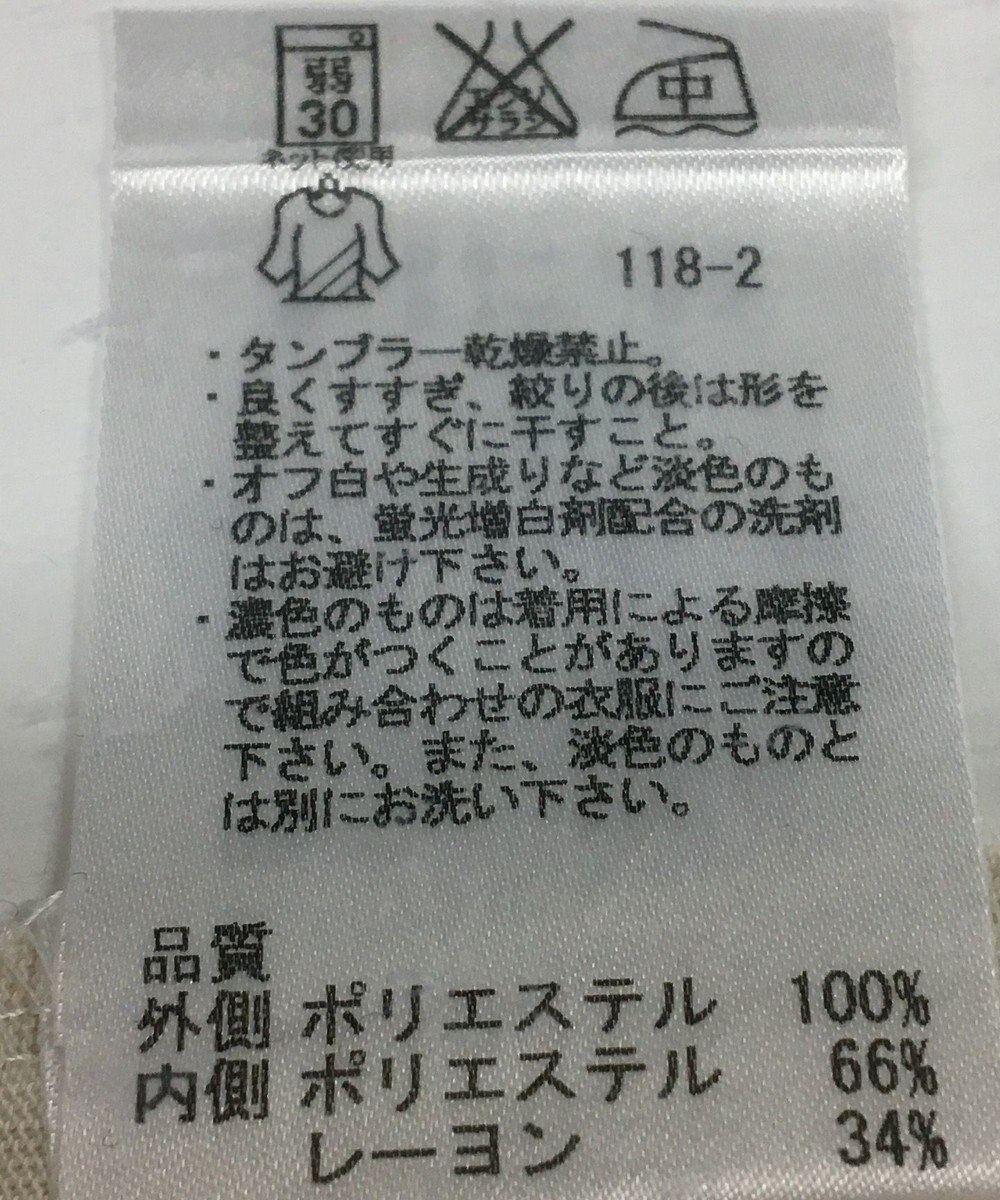 弱
30
エンソ
サラシ
中
ネット使用
118-2
・タンブラー乾燥禁止。
・良くすすぎ、絞りの後は形を
整えてすぐに干すこと。
・オフ白や生成りなど淡色のも
のは、蛍光増白剤配合の洗剤
はお避け下さい。
・濃色のものは着用による摩擦
で色がつくことがありますの
で組み合わせの衣服にご注意
下さい。また、淡色のものと
は別にお洗い下さい。
品質
外側 ポリエステル 100%
内側 ポリエステル 66%
レーヨン 34%